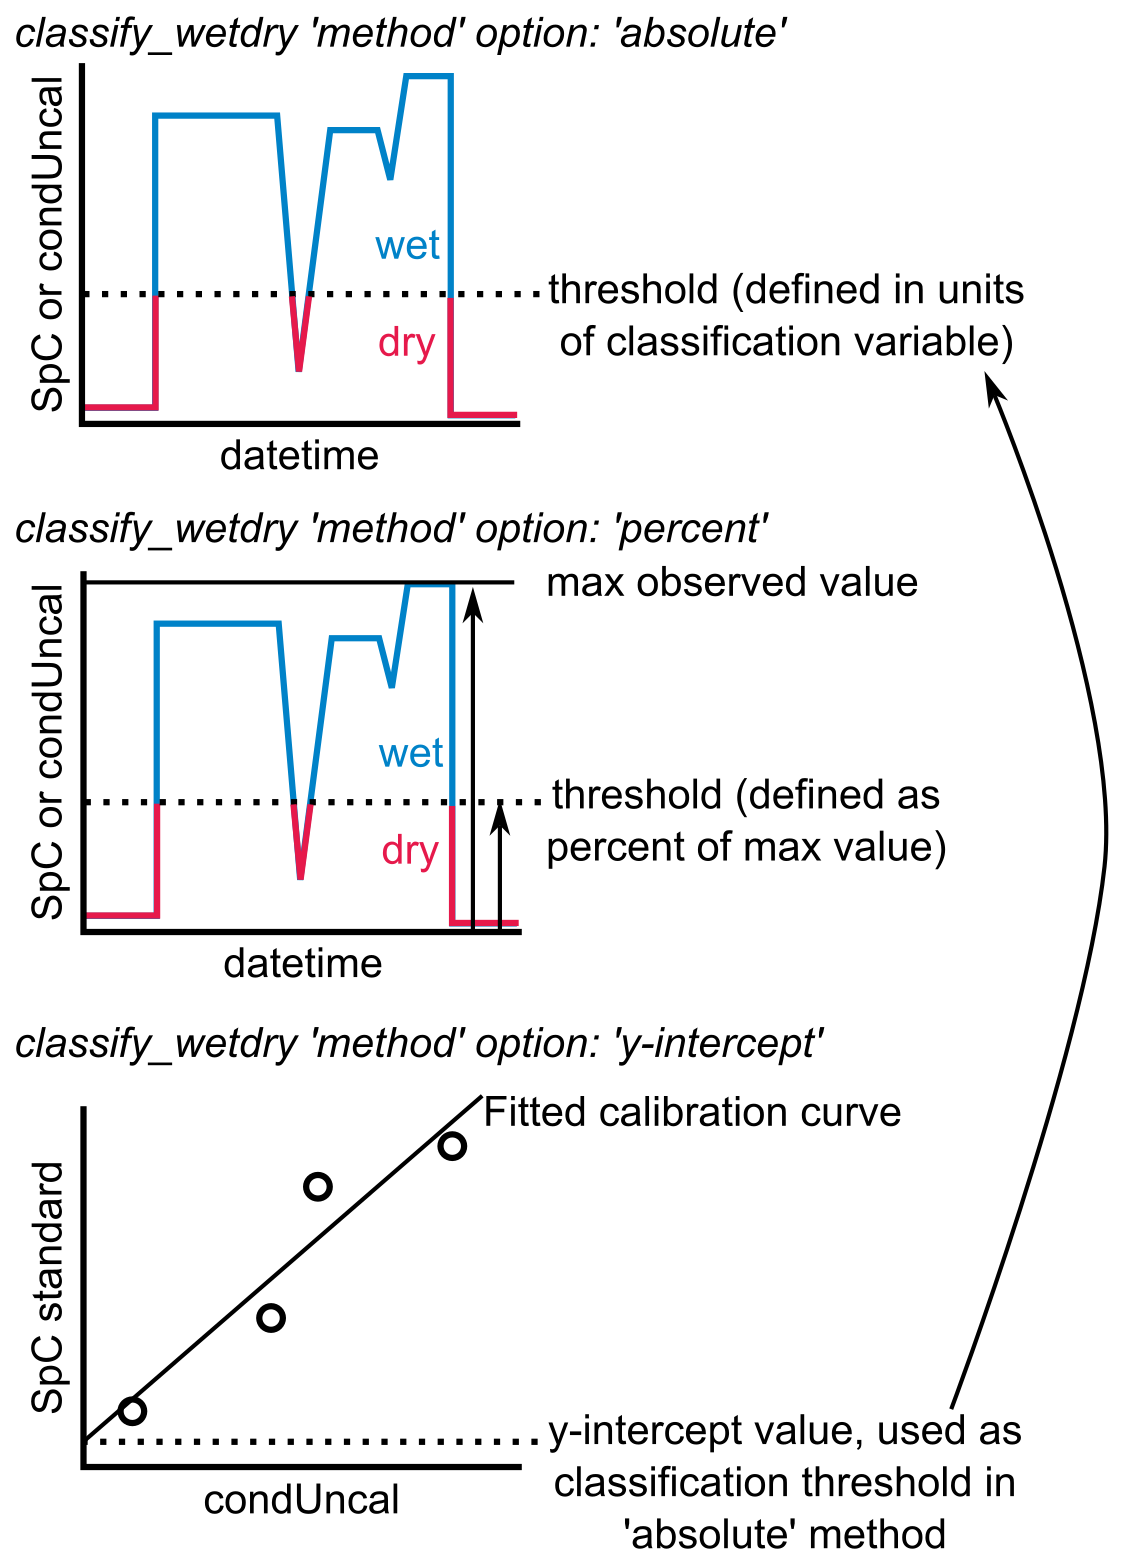 classify_wetdry 'method' option: 'absolute'
SpC or condUncal
wet
threshold (defined in units
of classification variable)
dry
datetime
classify_wetdry 'method' option: 'percent'
max observed value
SpC or condUncal
wet
threshold (defined as
percent of max value)
dry
datetime
classify_wetdry 'method' option: 'y-intercept'
Fitted calibration curve
SpC standard
y-intercept value, used as
classification threshold in
'absolute' method
condUncal